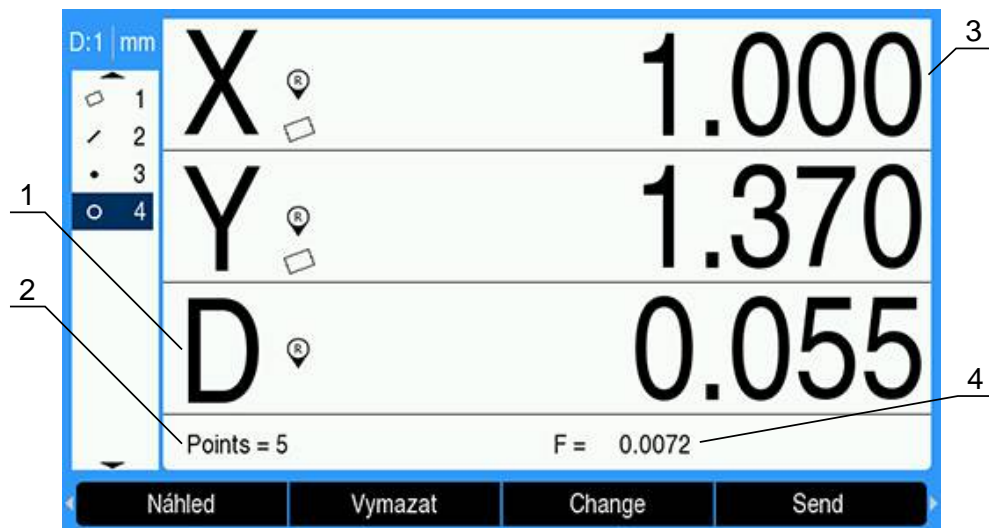 D:1 mm
1
2
3
4
X R 1.000
Y R 1.370
D R 0.055
Points = 5 F = 0.0072
Náhled Vymazat Change Send
1
2
3
4